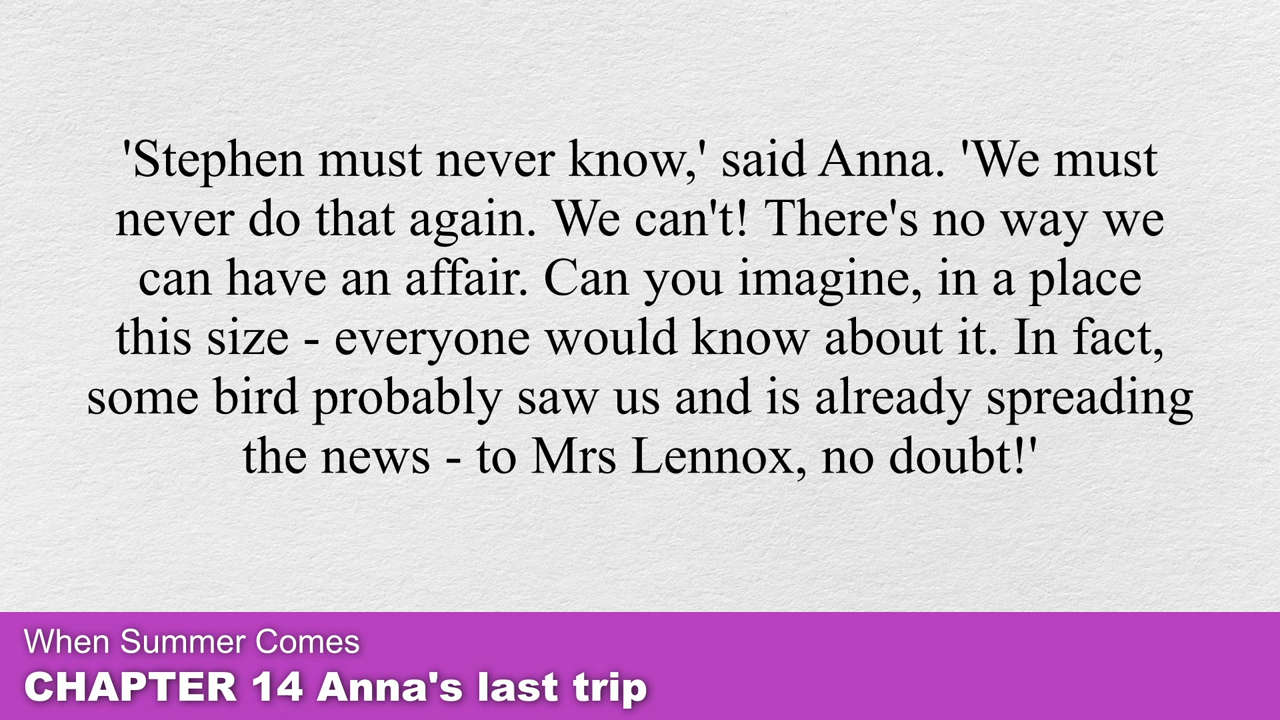 'Stephen must never know,' said Anna. 'We must
never do that again. We can't! There's no way we
can have an affair. Can you imagine, in a place
this size - everyone would know about it. In fact,
some bird probably saw us and is already spreading
the news - to Mrs Lennox, no doubt!'
When Summer Comes
CHAPTER 14 Anna's last trip